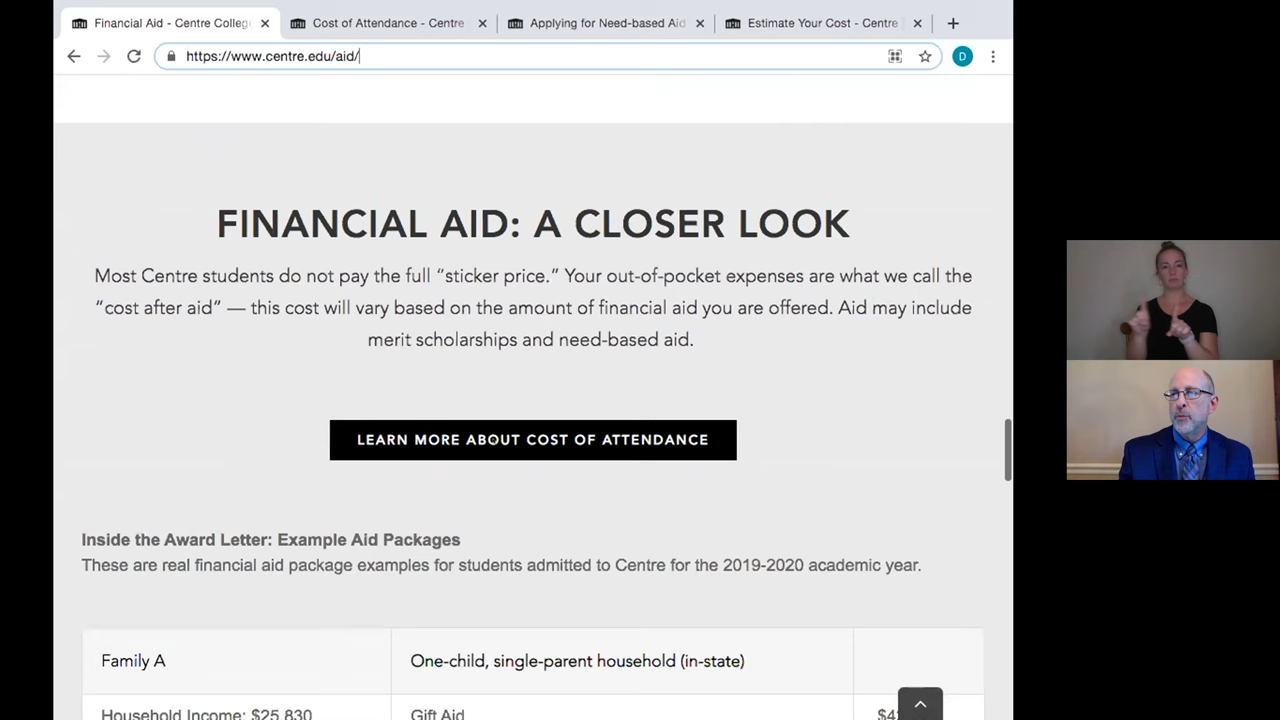 Financial Aid - Centre Colleg
Cost of Attendance - Centre
Applying for Need-based Aid
Estimate Your Cost - Centre
https://www.centre.edu/aid/
D
FINANCIAL AID: A CLOSER LOOK
Most Centre students do not pay the full “sticker price.” Your out-of-pocket expenses are what we call the
“cost after aid” — this cost will vary based on the amount of financial aid you are offered. Aid may include
merit scholarships and need-based aid.
LEARN MORE ABOUT COST OF ATTENDANCE
Inside the Award Letter: Example Aid Packages
These are real financial aid package examples for students admitted to Centre for the 2019-2020 academic year.
Family A
One-child, single-parent household (in-state)
Household Income: $25,830
Gift Aid